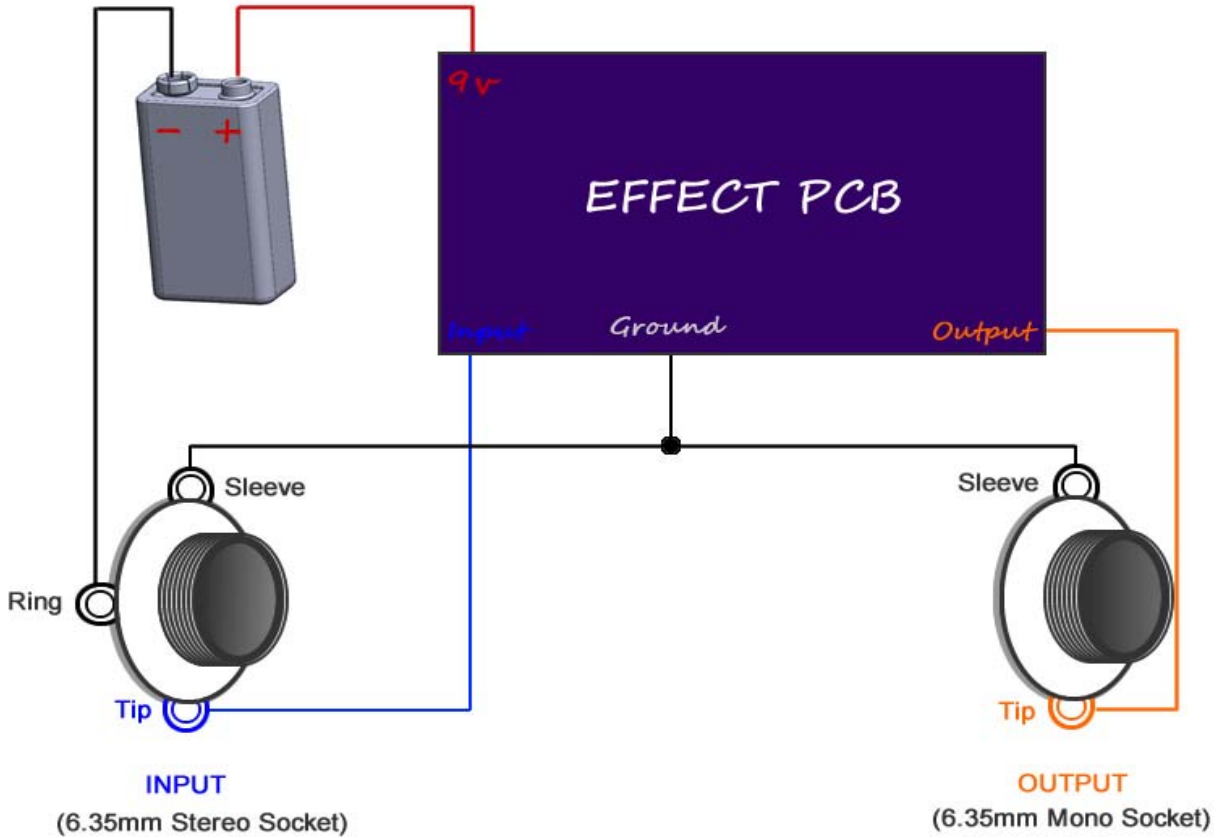 - +
9v
EFFECT PCB
Input
Ground
Output
Sleeve
Sleeve
Ring
Tip
Tip
INPUT
(6.35mm Stereo Socket)
OUTPUT
(6.35mm Mono Socket)